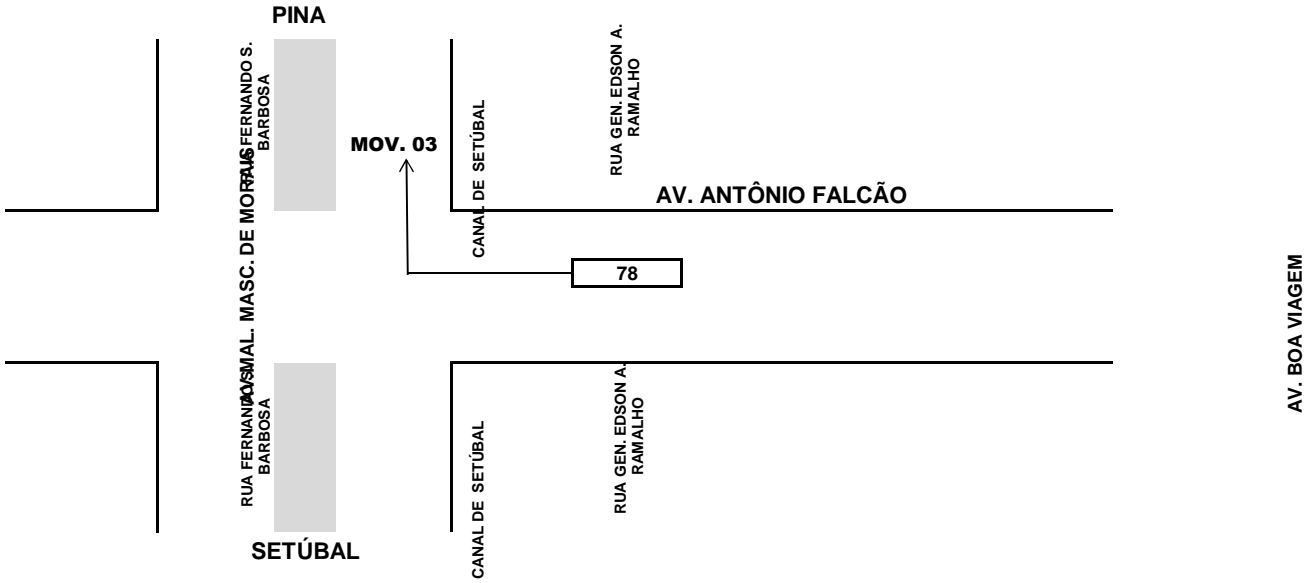 PINA
RUA FERNANDO S.
BARBOSA
RUA GEN. EDSON A.
RAMALHO
MOV. 03
CANAL DE SETÚBAL
AV. ANTÔNIO FALCÃO
AV. MAL. MASC. DE MORAIS
78
AV. BOA VIAGEM
RUA FERNANDO S.
BARBOSA
RUA GEN. EDSON A.
RAMALHO
CANAL DE SETÚBAL
SETÚBAL